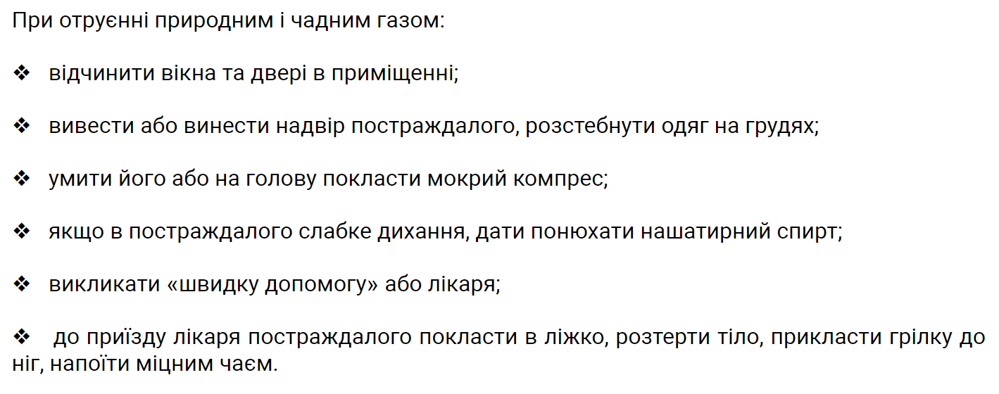 При отруєнні природним і чадним газом:
❖ відчинити вікна та двері в приміщенні;
❖ вивести або винести надвір постраждалого, розстебнути одяг на грудях;
❖ умити його або на голову покласти мокрий компрес;
❖ якщо в постраждалого слабке дихання, дати понюхати нашатирний спирт;
❖ викликати «швидку допомогу» або лікаря;
❖ до приїзду лікаря постраждалого покласти в ліжко, розтерти тіло, прикласти грілку до
ніг, напоїти міцним чаєм.